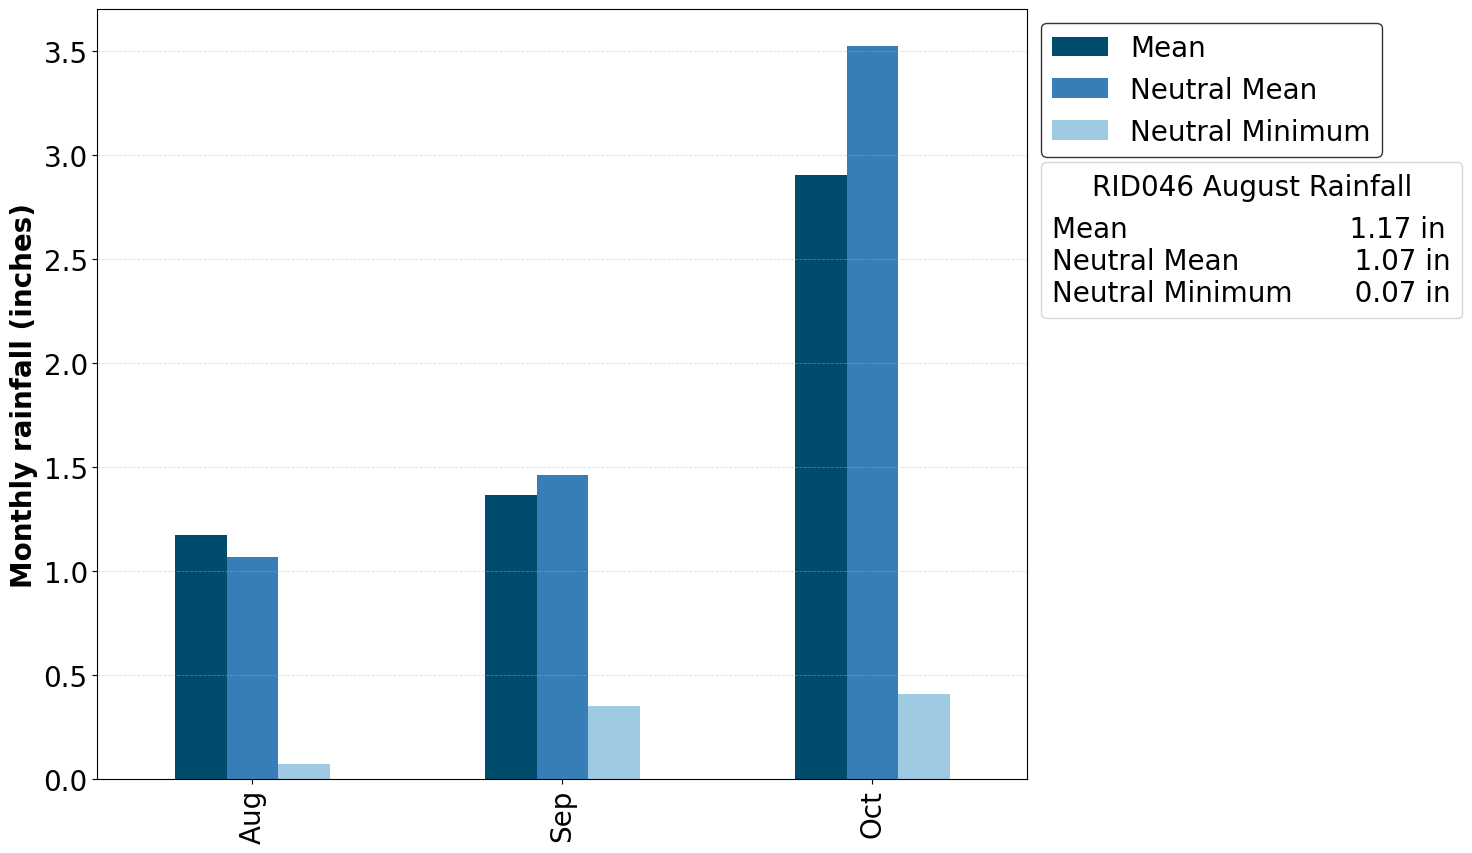 Monthly rainfall (inches)
3.5
3.0
2.5
2.0
1.5
1.0
0.5
0.0
Aug
Sep
Oct
Mean
Neutral Mean
Neutral Minimum
RID046 August Rainfall
Mean 1.17 in
Neutral Mean 1.07 in
Neutral Minimum 0.07 in